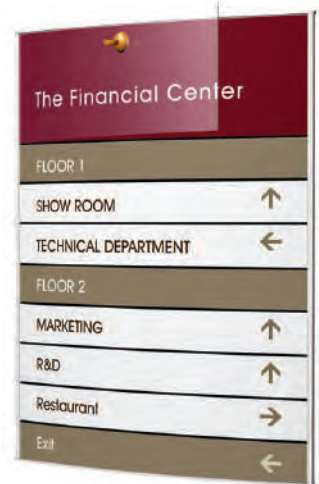 The Financial Center
FLOOR 1
SHOW ROOM ↑
TECHNICAL DEPARTMENT ←
FLOOR 2
MARKETING ↑
R&D ↑
Restaurant →
Exit ←